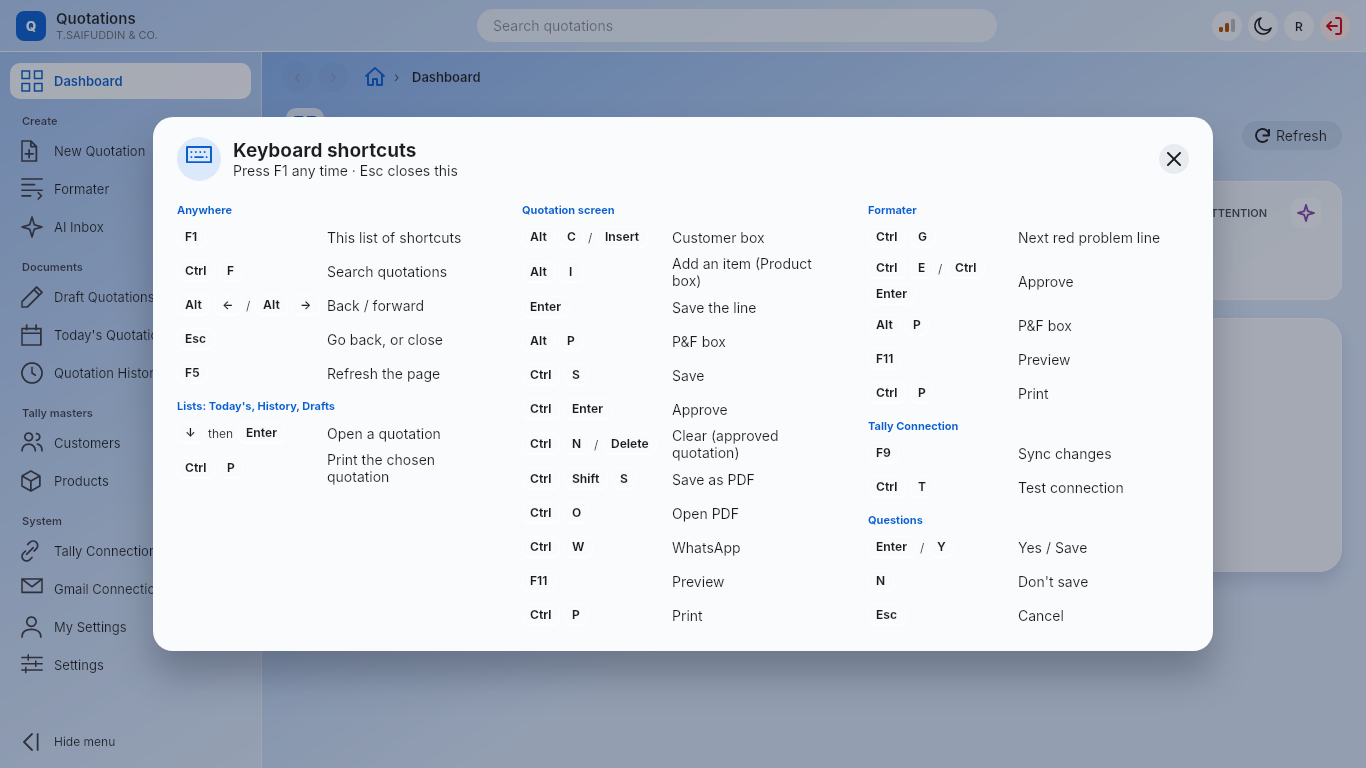 Quotations
T.SAIFUDDIN & CO.
Search quotations
R
Dashboard
Create
New Quotation
Formater
AI Inbox
Documents
Draft Quotations
Today's
Quotation
Tally masters
Customers
Products
System
Tally
Gmail
My Settings
Settings
Hide menu
Dashboard
Refresh
Keyboard shortcuts
Press F1 any time · Esc closes this
Anywhere
F1 This list of shortcuts
Ctrl F Search quotations
Alt ← / Alt → Back / forward
Esc Go back, or close
F5 Refresh the page
Lists: Today's, History, Drafts
↓ then Enter Open a quotation
Ctrl P Print the chosen
quotation
Quotation screen
Alt C / Insert Customer box
Alt I Add an item (Product
box)
Enter Save the line
Alt P P&F box
Ctrl S Save
Ctrl Enter Approve
Ctrl N / Delete Clear (approved
quotation)
Ctrl Shift S Save as PDF
Ctrl O Open PDF
Ctrl W WhatsApp
F11 Preview
Ctrl P Print
Formater
Ctrl G Next red problem line
Ctrl E / Ctrl
Enter Approve
Alt P P&F box
F11 Preview
Ctrl P Print
Tally Connection
F9 Sync changes
Ctrl T Test connection
Questions
Enter / Y Yes / Save
N Don't save
Esc Cancel